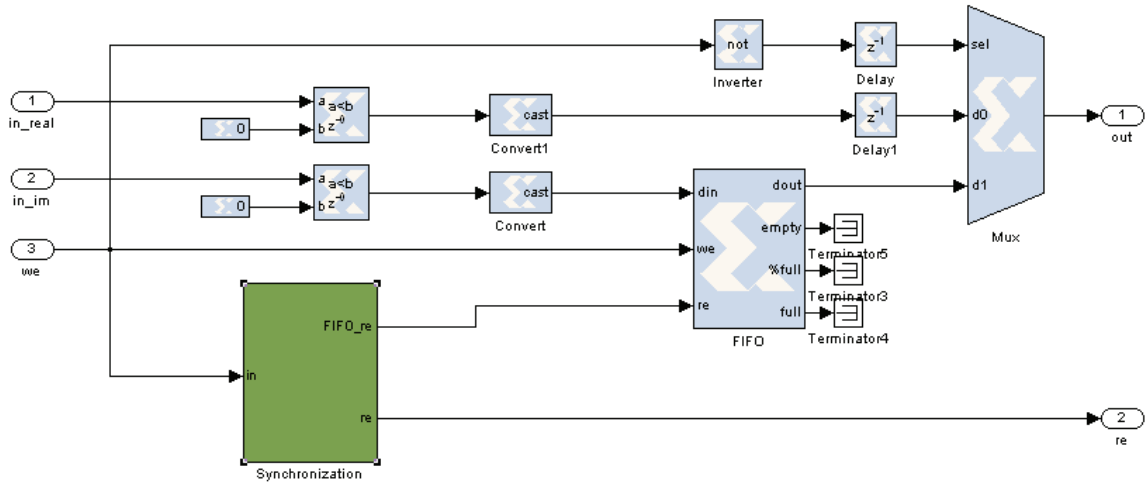 not
Inverter
z⁻¹
Delay
sel
1
in_real
a
a<b
b
z⁻⁰
0
cast
Convert1
z⁻¹
Delay1
d0
1
out
2
in_im
a
a<b
b
z⁻⁰
0
cast
Convert
din
dout
d1
Mux
3
we
we
empty
Terminator5
%full
Terminator3
re
full
Terminator4
FIFO
FIFO_re
in
re
2
re
Synchronization